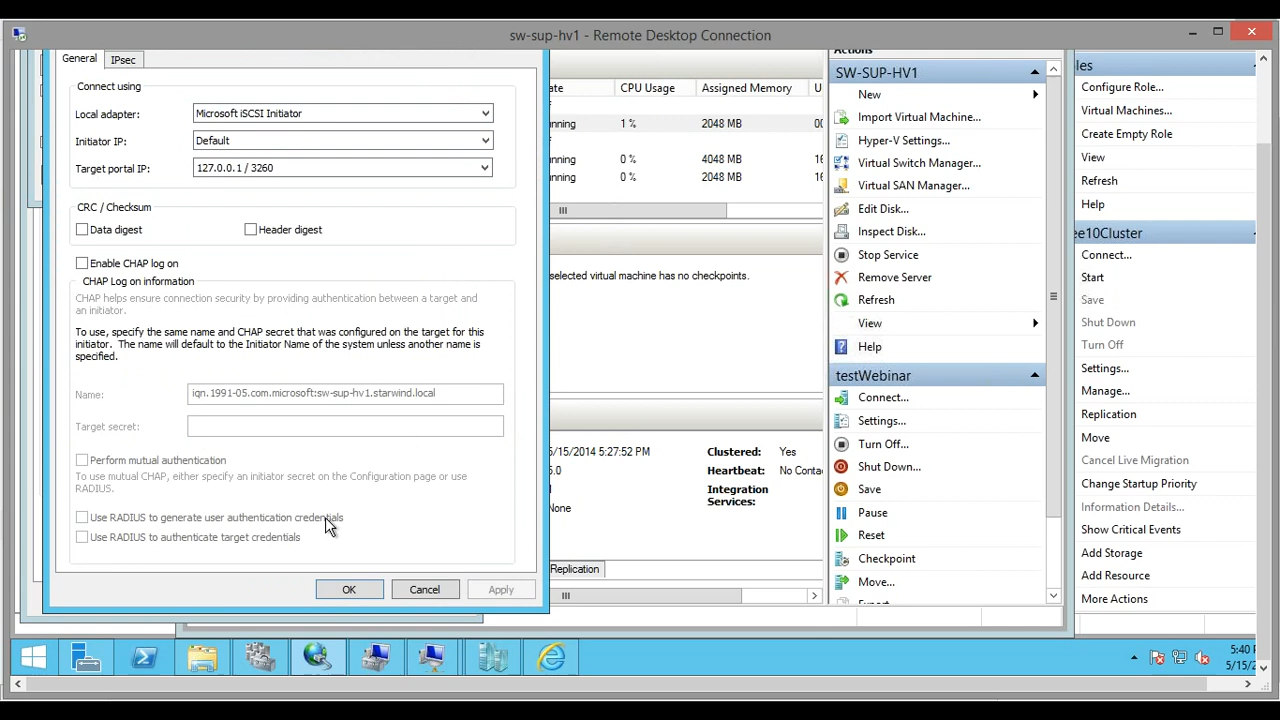 sw-sup-hv1 - Remote Desktop Connection
General
IPsec
Connect using
Local adapter:
Microsoft iSCSI Initiator
Initiator IP:
Default
Target portal IP:
127.0.0.1 / 3260
CRC / Checksum
Data digest
Header digest
Enable CHAP log on
CHAP Log on information
CHAP helps ensure connection security by providing authentication between a target and
an initiator.
To use, specify the same name and CHAP secret that was configured on the target for this
initiator. The name will default to the Initiator Name of the system unless another name is
specified.
Name:
iqn.1991-05.com.microsoft:sw-sup-hv1.starwind.local
Target secret:
Perform mutual authentication
To use mutual CHAP, either specify an initiator secret on the Configuration page or use
RADIUS.
Use RADIUS to generate user authentication credentials
Use RADIUS to authenticate target credentials
OK
Cancel
Apply
ate
CPU Usage
Assigned Memory
U
nning
1 %
2048 MB
00
nning
0 %
4048 MB
16
nning
0 %
2048 MB
16
selected virtual machine has no checkpoints.
5/15/2014 5:27:52 PM
Clustered:
Yes
5.0
Heartbeat:
No Contac
Integration
Services:
None
Replication
Actions
SW-SUP-HV1
New
Import Virtual Machine...
Hyper-V Settings...
Virtual Switch Manager...
Virtual SAN Manager...
Edit Disk...
Inspect Disk...
Stop Service
Remove Server
Refresh
View
Help
testWebinar
Connect...
Settings...
Turn Off...
Shut Down...
Save
Pause
Reset
Checkpoint
Move...
Export
les
Configure Role...
Virtual Machines...
Create Empty Role
View
Refresh
Help
ee10Cluster
Connect...
Start
Save
Shut Down
Turn Off
Settings...
Manage...
Replication
Move
Cancel Live Migration
Change Startup Priority
Information Details...
Show Critical Events
Add Storage
Add Resource
More Actions
5:40
5/15/2